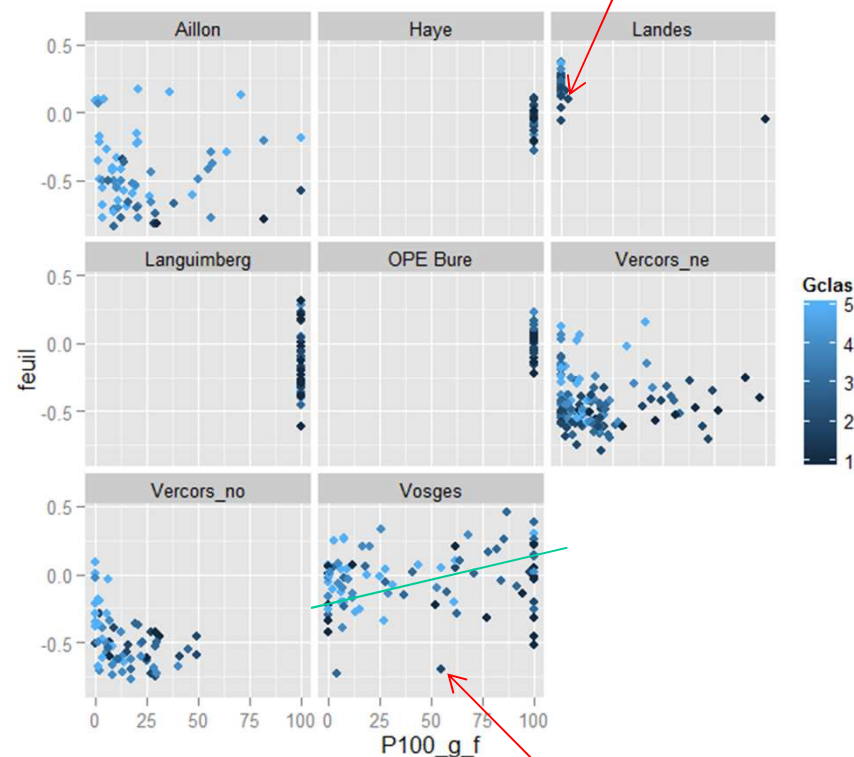 Aillon Haye Landes
0.5
0.0
-0.5
Languimberg OPE Bure Vercors_ne
0.5
0.0
-0.5
feuil
Gclas
5
4
3
2
1
Vercors_no Vosges
0.5
0.0
-0.5
0 25 50 75 100 0 25 50 75 100
P100_g_f